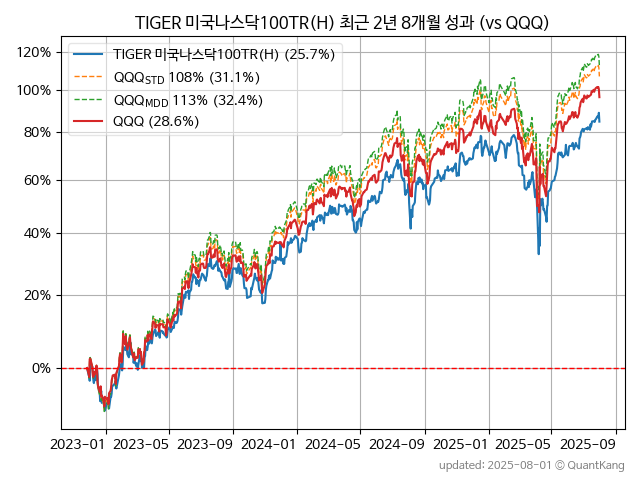 TIGER 미국나스닥100TR(H) 최근 2년 8개월 성과 (vs QQQ)
TIGER 미국나스닥100TR(H) (25.7%)
QQQSTD 108% (31.1%)
QQQMDD 113% (32.4%)
QQQ (28.6%)
120%
100%
80%
60%
40%
20%
0%
2023-01 2023-05 2023-09 2024-01 2024-05 2024-09 2025-01 2025-05 2025-09
updated: 2025-08-01 © QuantKang